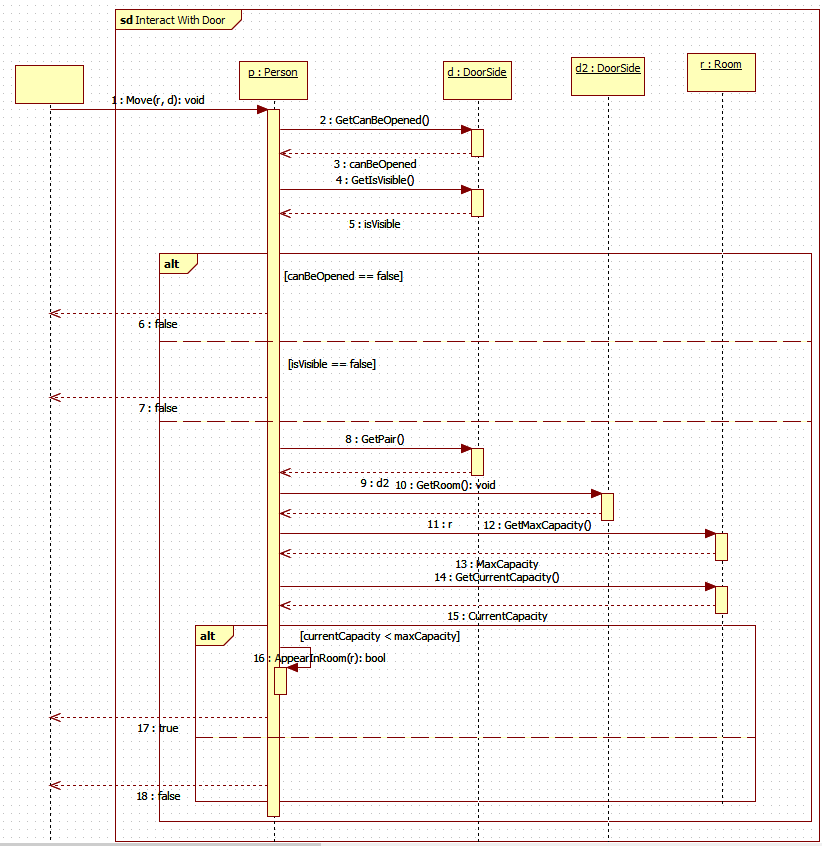 sd Interact With Door
p : Person
d : DoorSide
d2 : DoorSide
r : Room
1 : Move(r, d): void
2 : GetCanBeOpened()
3 : canBeOpened
4 : GetIsVisible()
5 : isVisible
alt
[canBeOpened == false]
6 : false
[isVisible == false]
7 : false
8 : GetPair()
9 : d2
10 : GetRoom(): void
11 : r
12 : GetMaxCapacity()
13 : MaxCapacity
14 : GetCurrentCapacity()
15 : CurrentCapacity
alt
[currentCapacity < maxCapacity]
16 : AppearInRoom(r): bool
17 : true
18 : false